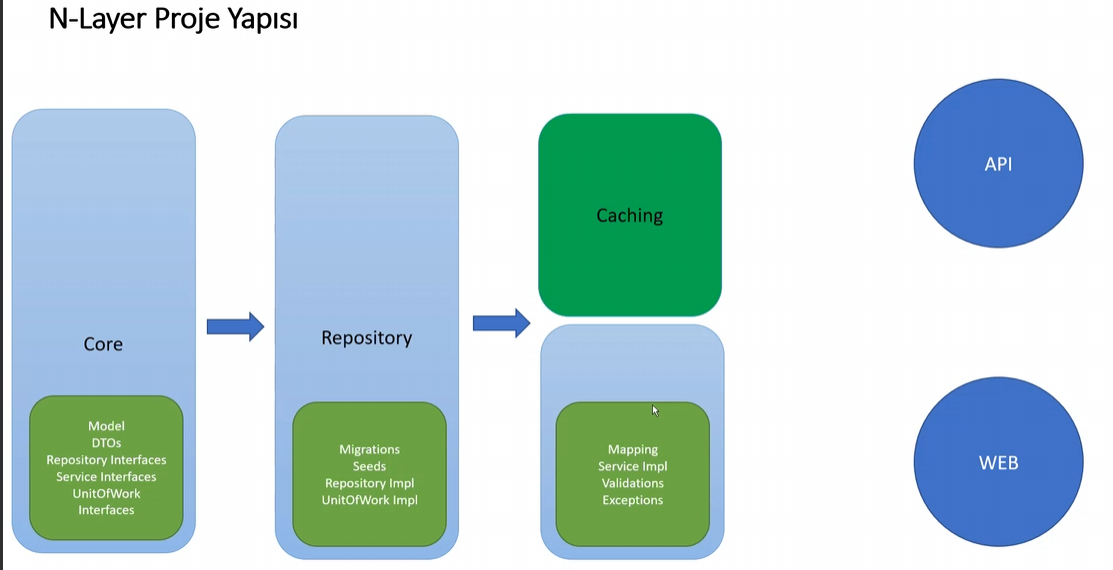 N-Layer Proje Yapısı
Core
Model
DTOs
Repository Interfaces
Service Interfaces
UnitOfWork
Interfaces
Repository
Migrations
Seeds
Repository Impl
UnitOfWork Impl
Caching
Mapping
Service Impl
Validations
Exceptions
API
WEB